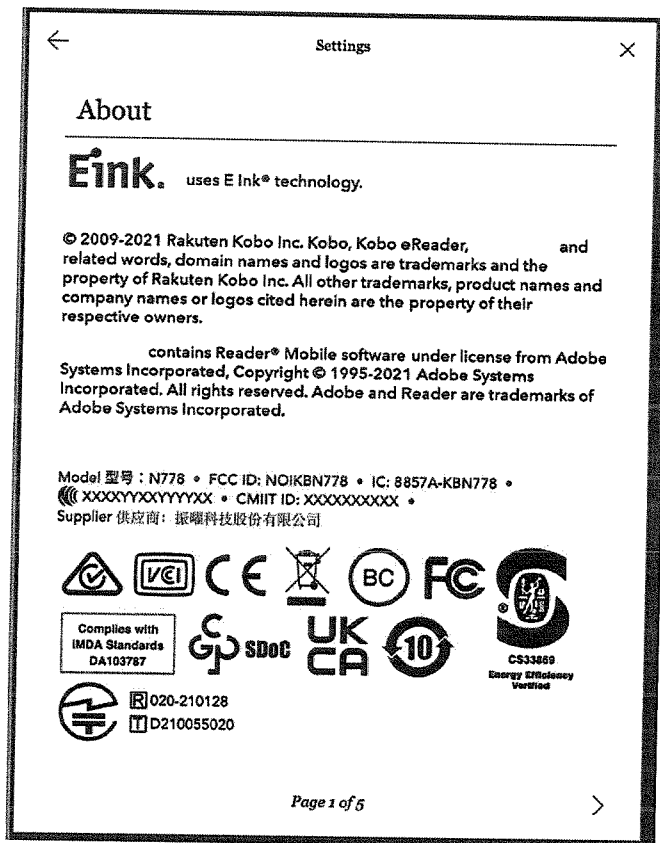 Settings
About
Eink. uses E Ink® technology.
© 2009-2021 Rakuten Kobo Inc. Kobo, Kobo eReader, and
related words, domain names and logos are trademarks and the
property of Rakuten Kobo Inc. All other trademarks, product names and
company names or logos cited herein are the property of their
respective owners.
contains Reader® Mobile software under license from Adobe
Systems Incorporated, Copyright © 1995-2021 Adobe Systems
Incorporated. All rights reserved. Adobe and Reader are trademarks of
Adobe Systems Incorporated.
Model 型号：N778 • FCC ID: NOIKBN778 • IC: 8857A-KBN778 •
XXXXYYXXYYYYXX • CMIIT ID: XXXXXXXXXX •
Supplier 供应商：振曜科技股份有限公司
VCI CE BC FC
Complies with
IMDA Standards
DA103787
CGP SDoC UK
CA
10
CS33869
Energy Efficiency
Verified
R 020-210128
T D210055020
Page 1 of 5